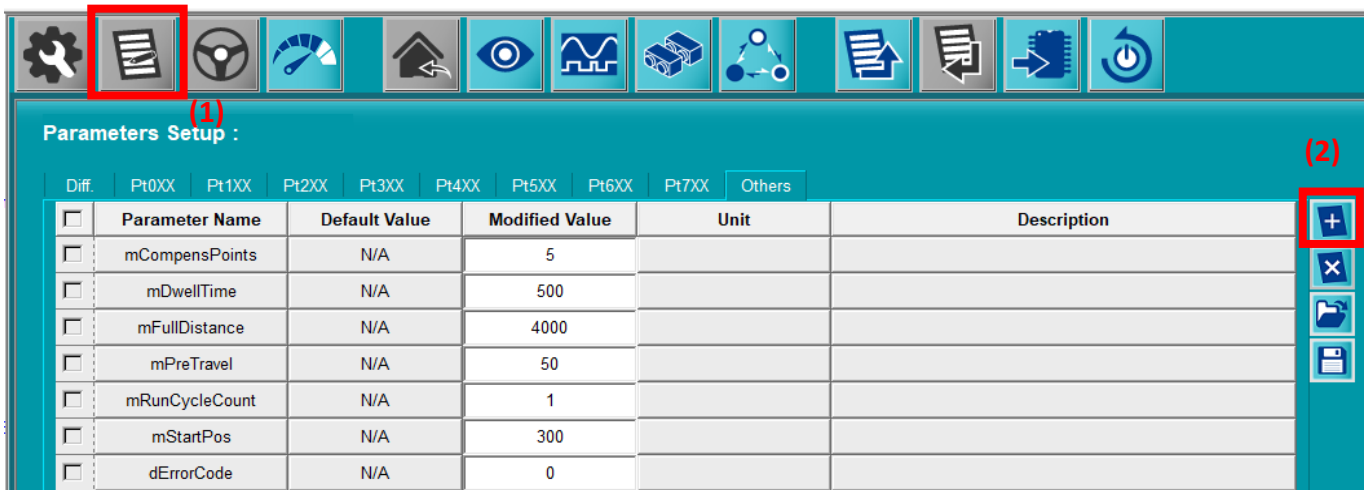 (1)
Parameters Setup :
(2)
Diff. Pt0XX Pt1XX Pt2XX Pt3XX Pt4XX Pt5XX Pt6XX Pt7XX Others
Parameter Name Default Value Modified Value Unit Description
mCompensPoints N/A 5
mDwellTime N/A 500
mFullDistance N/A 4000
mPreTravel N/A 50
mRunCycleCount N/A 1
mStartPos N/A 300
dErrorCode N/A 0